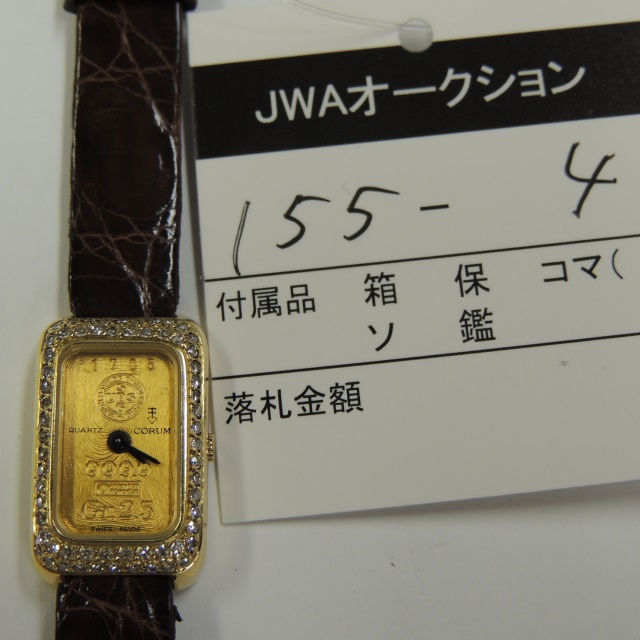 JWAオークション
155-4
付属品 箱 保 コマ(
ソ 鑑
落札金額
QUARTZ CORUM
SWISS MADE